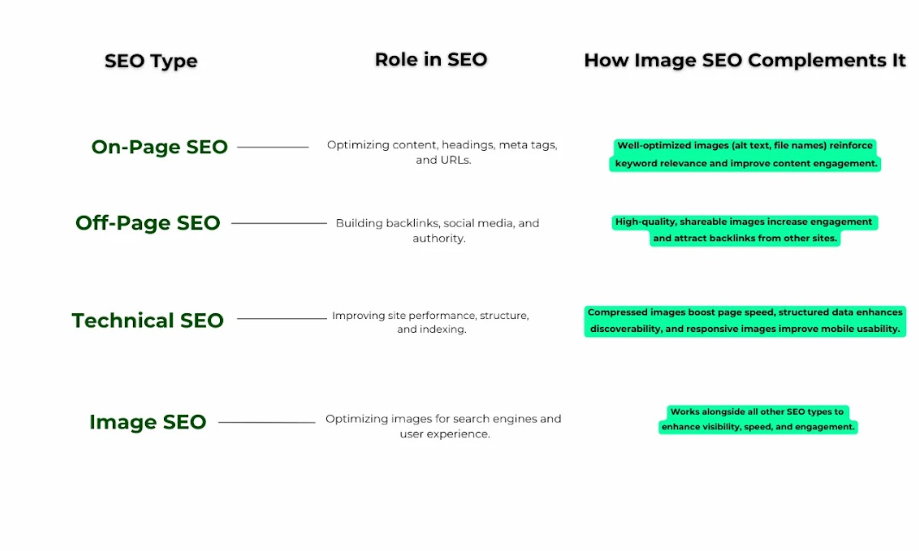 SEO Type
Role in SEO
How Image SEO Complements It
On-Page SEO
Optimizing content, headings, meta tags,
and URLs.
Well-optimized images (alt text, file names) reinforce
keyword relevance and improve content engagement.
Off-Page SEO
Building backlinks, social media, and
authority.
High-quality, shareable images increase engagement
and attract backlinks from other sites.
Technical SEO
Improving site performance, structure,
and indexing.
Compressed images boost page speed, structured data enhances
discoverability, and responsive images improve mobile usability.
Image SEO
Optimizing images for search engines and
user experience.
Works alongside all other SEO types to
enhance visibility, speed, and engagement.